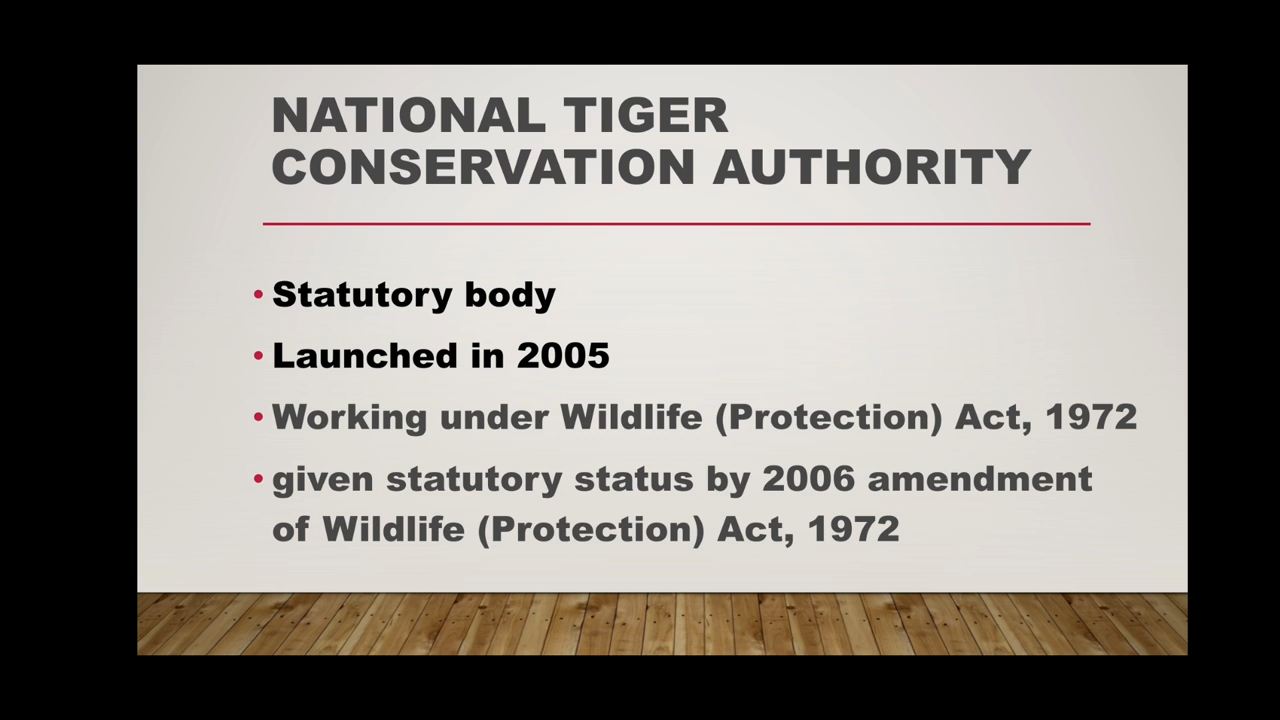 NATIONAL TIGER
CONSERVATION AUTHORITY
• Statutory body
• Launched in 2005
• Working under Wildlife (Protection) Act, 1972
• given statutory status by 2006 amendment
of Wildlife (Protection) Act, 1972